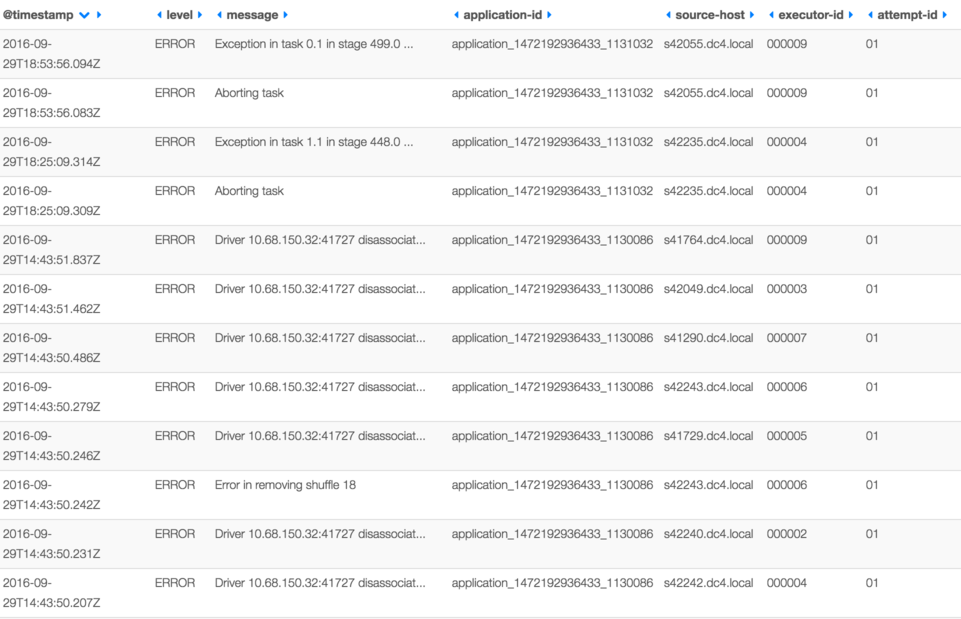 @timestamp level message application-id source-host executor-id attempt-id
2016-09- ERROR Exception in task 0.1 in stage 499.0 ... application_1472192936433_1131032 s42055.dc4.local 000009 01
29T18:53:56.094Z
2016-09- ERROR Aborting task application_1472192936433_1131032 s42055.dc4.local 000009 01
29T18:53:56.083Z
2016-09- ERROR Exception in task 1.1 in stage 448.0 ... application_1472192936433_1131032 s42235.dc4.local 000004 01
29T18:25:09.314Z
2016-09- ERROR Aborting task application_1472192936433_1131032 s42235.dc4.local 000004 01
29T18:25:09.309Z
2016-09- ERROR Driver 10.68.150.32:41727 disassociat... application_1472192936433_1130086 s41764.dc4.local 000009 01
29T14:43:51.837Z
2016-09- ERROR Driver 10.68.150.32:41727 disassociat... application_1472192936433_1130086 s42049.dc4.local 000003 01
29T14:43:51.462Z
2016-09- ERROR Driver 10.68.150.32:41727 disassociat... application_1472192936433_1130086 s41290.dc4.local 000007 01
29T14:43:50.486Z
2016-09- ERROR Driver 10.68.150.32:41727 disassociat... application_1472192936433_1130086 s42243.dc4.local 000006 01
29T14:43:50.279Z
2016-09- ERROR Driver 10.68.150.32:41727 disassociat... application_1472192936433_1130086 s41729.dc4.local 000005 01
29T14:43:50.246Z
2016-09- ERROR Error in removing shuffle 18 application_1472192936433_1130086 s42243.dc4.local 000006 01
29T14:43:50.242Z
2016-09- ERROR Driver 10.68.150.32:41727 disassociat... application_1472192936433_1130086 s42240.dc4.local 000002 01
29T14:43:50.231Z
2016-09- ERROR Driver 10.68.150.32:41727 disassociat... application_1472192936433_1130086 s42242.dc4.local 000004 01
29T14:43:50.207Z